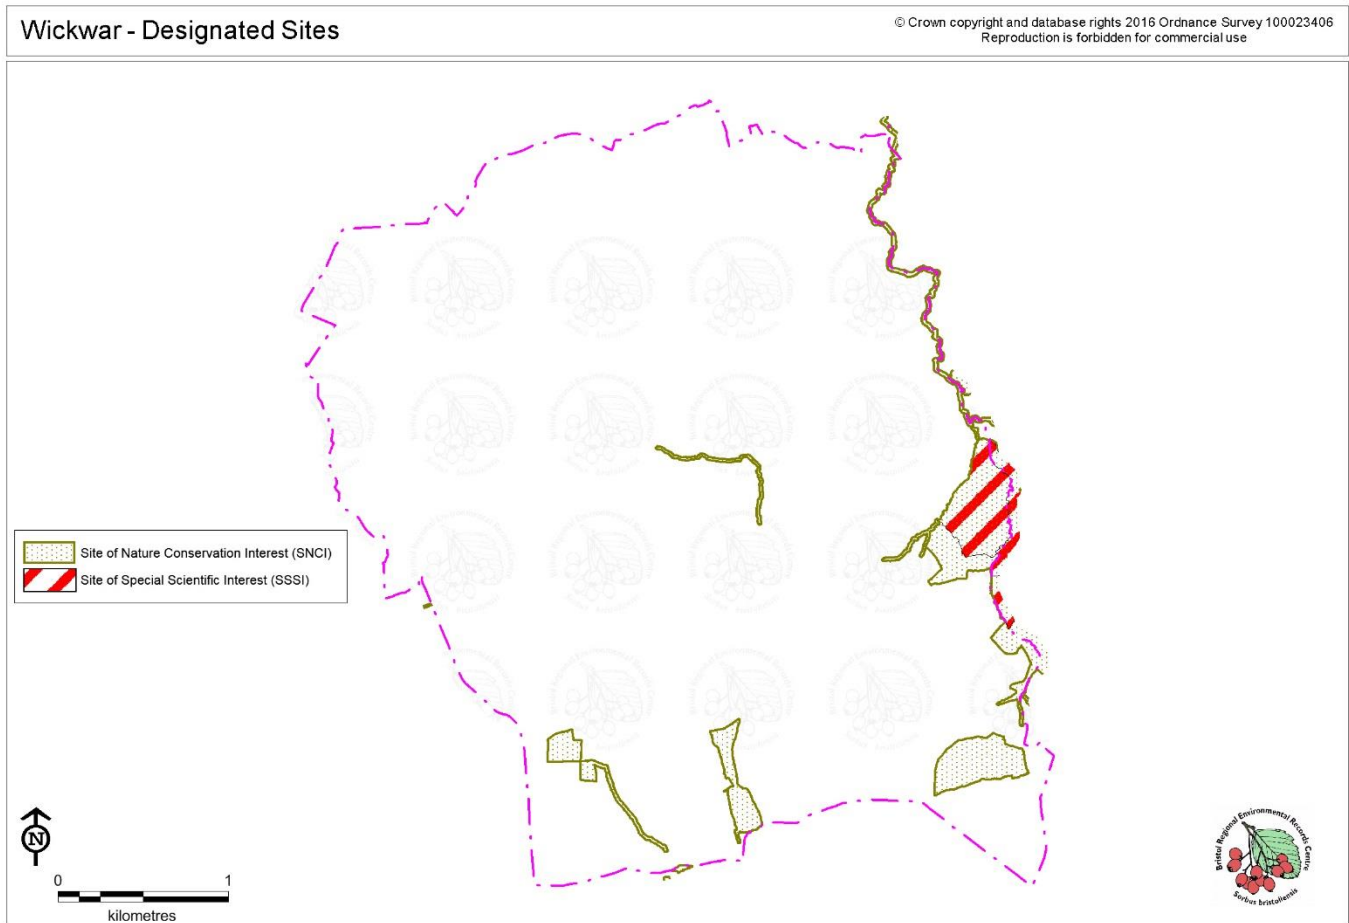 Wickwar - Designated Sites
© Crown copyright and database rights 2016 Ordnance Survey 100023406
Reproduction is forbidden for commercial use
Site of Nature Conservation Interest (SNCI)
Site of Special Scientific Interest (SSSI)
N
0 1
kilometres
Bristol Regional Environmental Records Centre
Sorbus bristoliensis